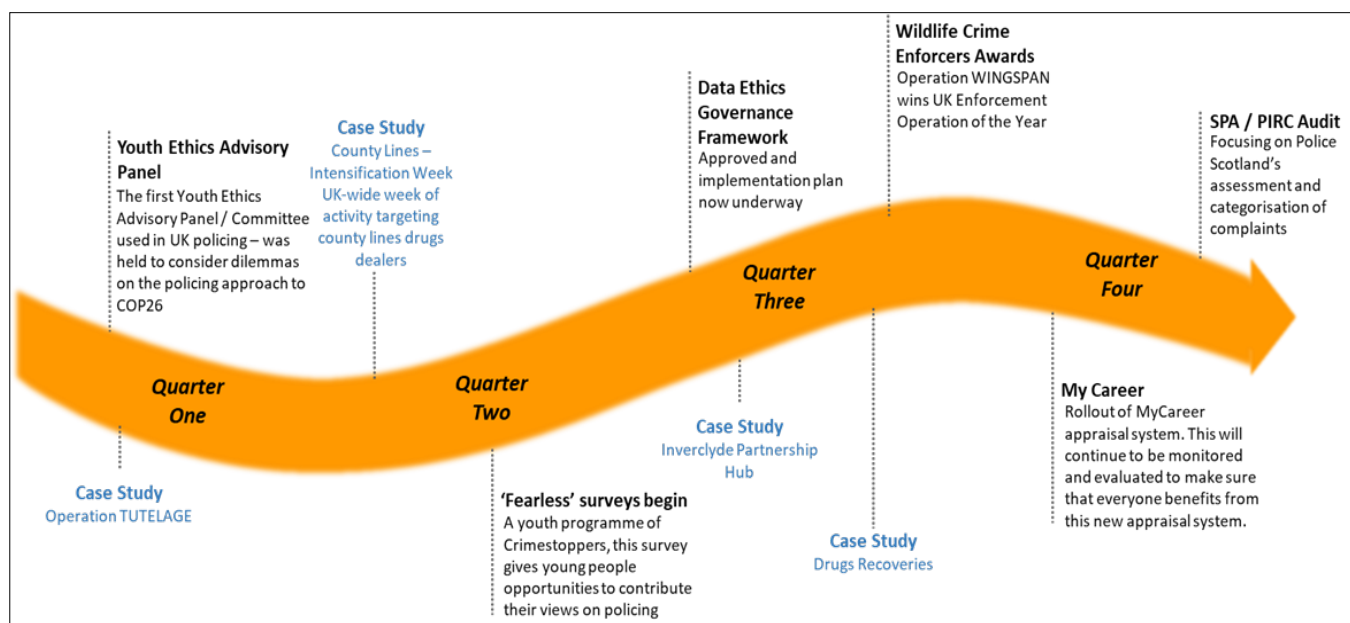 Youth Ethics Advisory
Panel
The first Youth Ethics
Advisory Panel / Committee
used in UK policing – was
held to consider dilemmas
on the policing approach to
COP26
Case Study
County Lines –
Intensification Week
UK-wide week of
activity targeting
county lines drugs
dealers
Data Ethics
Governance
Framework
Approved and
implementation plan
now underway
Wildlife Crime
Enforcers Awards
Operation WINGSPAN
wins UK Enforcement
Operation of the Year
SPA / PIRC Audit
Focusing on Police
Scotland's
assessment and
categorisation of
complaints
Quarter
One
Quarter
Two
Quarter
Three
Quarter
Four
Case Study
Operation TUTELAGE
'Fearless' surveys begin
A youth programme of
Crimestoppers, this survey
gives young people
opportunities to contribute
their views on policing
Case Study
Inverclyde Partnership
Hub
Case Study
Drugs Recoveries
My Career
Rollout of MyCareer
appraisal system. This will
continue to be monitored
and evaluated to make sure
that everyone benefits from
this new appraisal system.